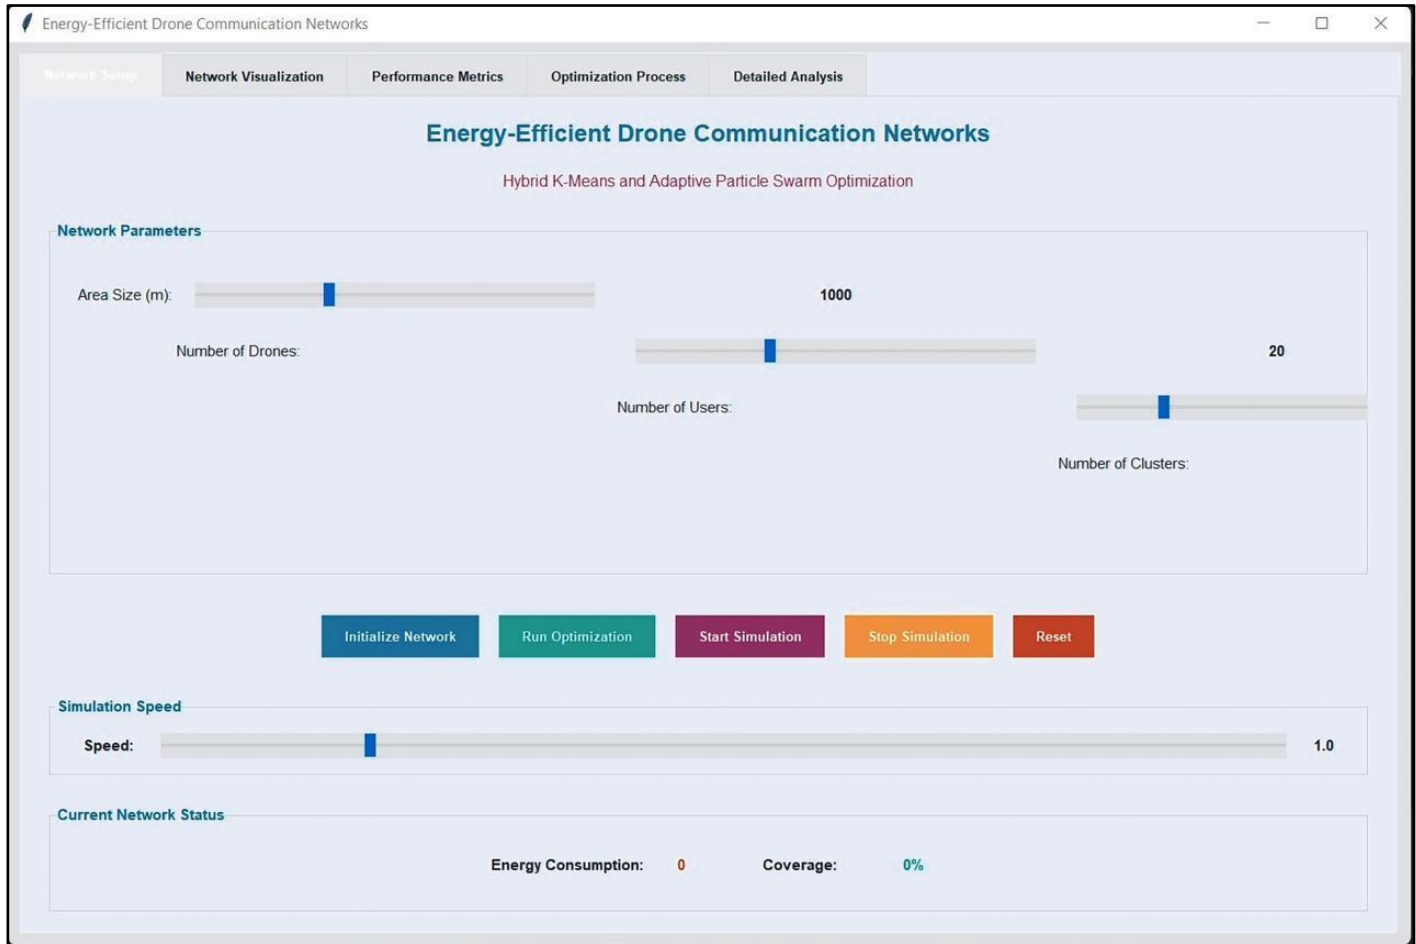 Energy-Efficient Drone Communication Networks
Network Setup Network Visualization Performance Metrics Optimization Process Detailed Analysis
Energy-Efficient Drone Communication Networks
Hybrid K-Means and Adaptive Particle Swarm Optimization
Network Parameters
Area Size (m): 1000
Number of Drones: 20
Number of Users:
Number of Clusters:
Initialize Network Run Optimization Start Simulation Stop Simulation Reset
Simulation Speed
Speed: 1.0
Current Network Status
Energy Consumption: 0 Coverage: 0%